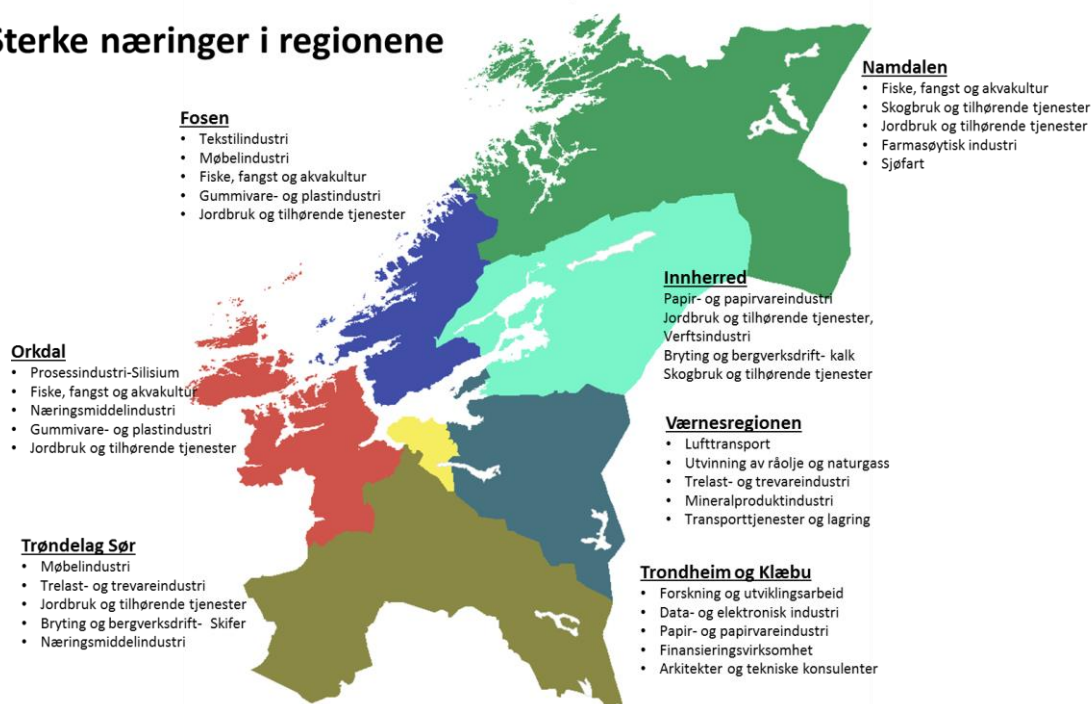 Sterke næringer i regionene
Namdalen
• Fiske, fangst og akvakultur
• Skogbruk og tilhørende tjenester
• Jordbruk og tilhørende tjenester
• Farmasøytisk industri
• Sjøfart
Fosen
• Tekstilindustri
• Møbelindustri
• Fiske, fangst og akvakultur
• Gummivare- og plastindustri
• Jordbruk og tilhørende tjenester
Innherred
Papir- og papirvareindustri
Jordbruk og tilhørende tjenester,
Verftsindustri
Bryting og bergverksdrift- kalk
Skogbruk og tilhørende tjenester
Orkdal
• Prosessindustri-Silisium
• Fiske, fangst og akvakultur
• Næringsmiddelindustri
• Gummivare- og plastindustri
• Jordbruk og tilhørende tjenester
Værnesregionen
• Lufttransport
• Utvinning av råolje og naturgass
• Trelast- og trevareindustri
• Mineralproduktindustri
• Transporttjenester og lagring
Trøndelag Sør
• Møbelindustri
• Trelast- og trevareindustri
• Jordbruk og tilhørende tjenester
• Bryting og bergverksdrift- Skifer
• Næringsmiddelindustri
Trondheim og Klæbu
• Forskning og utviklingsarbeid
• Data- og elektronisk industri
• Papir- og papirvareindustri
• Finansieringsvirksomhet
• Arkitekter og tekniske konsulenter